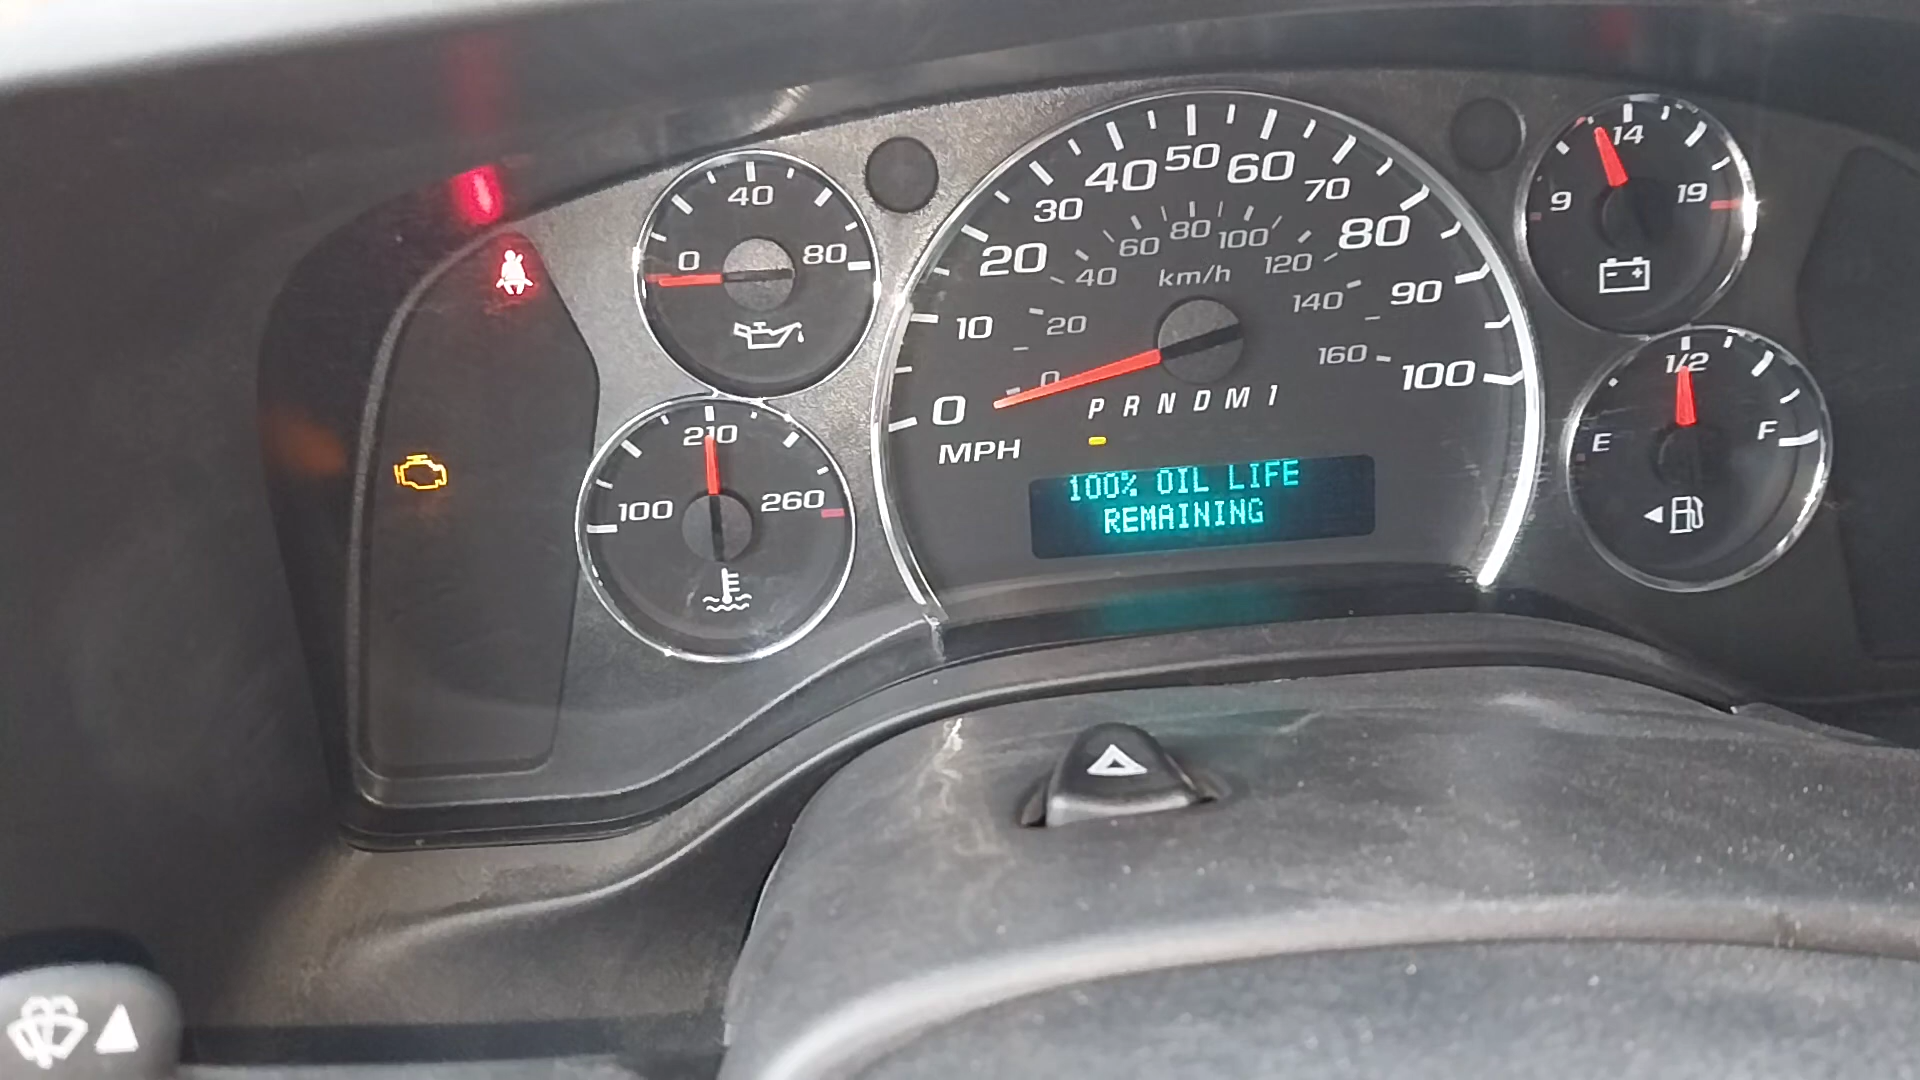 0 40 80
100 210 260
0 10 20 30 40 50 60 70 80 90 100
0 20 40 60 80 100 120 140 160
km/h
MPH
P R N D M 1
100% OIL LIFE
REMAINING
9 14 19
E 1/2 F